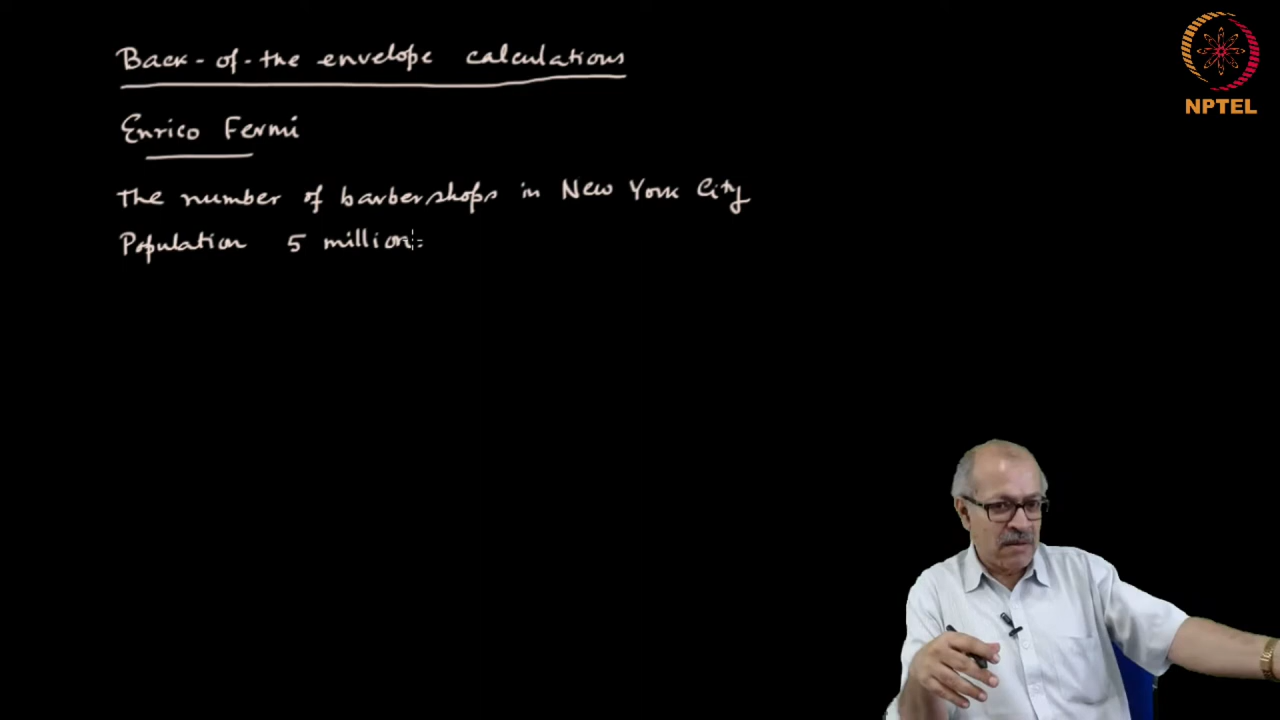 Back-of-the envelope calculations
NPTEL
Enrico Fermi
The number of barbershops in New York City
Population 5 million